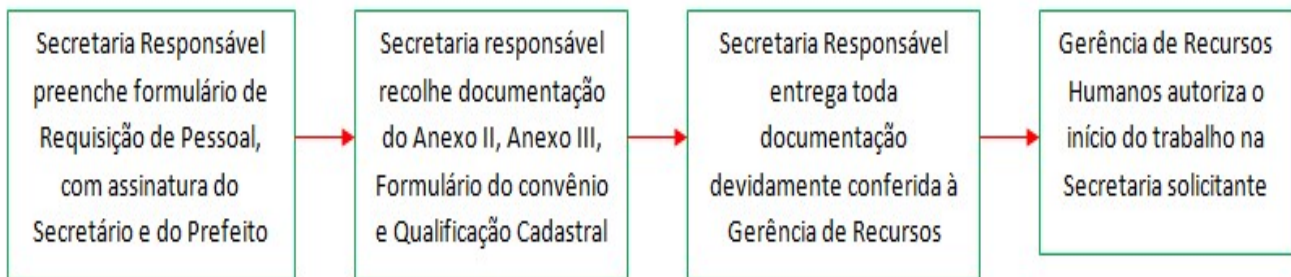 Secretaria Responsável
preenche formulário de
Requisição de Pessoal,
com assinatura do
Secretário e do Prefeito
Secretaria responsável
recolhe documentação
do Anexo II, Anexo III,
Formulário do convênio
e Qualificação Cadastral
Secretaria Responsável
entrega toda
documentação
devidamente conferida à
Gerência de Recursos
Gerência de Recursos
Humanos autoriza o
início do trabalho na
Secretaria solicitante